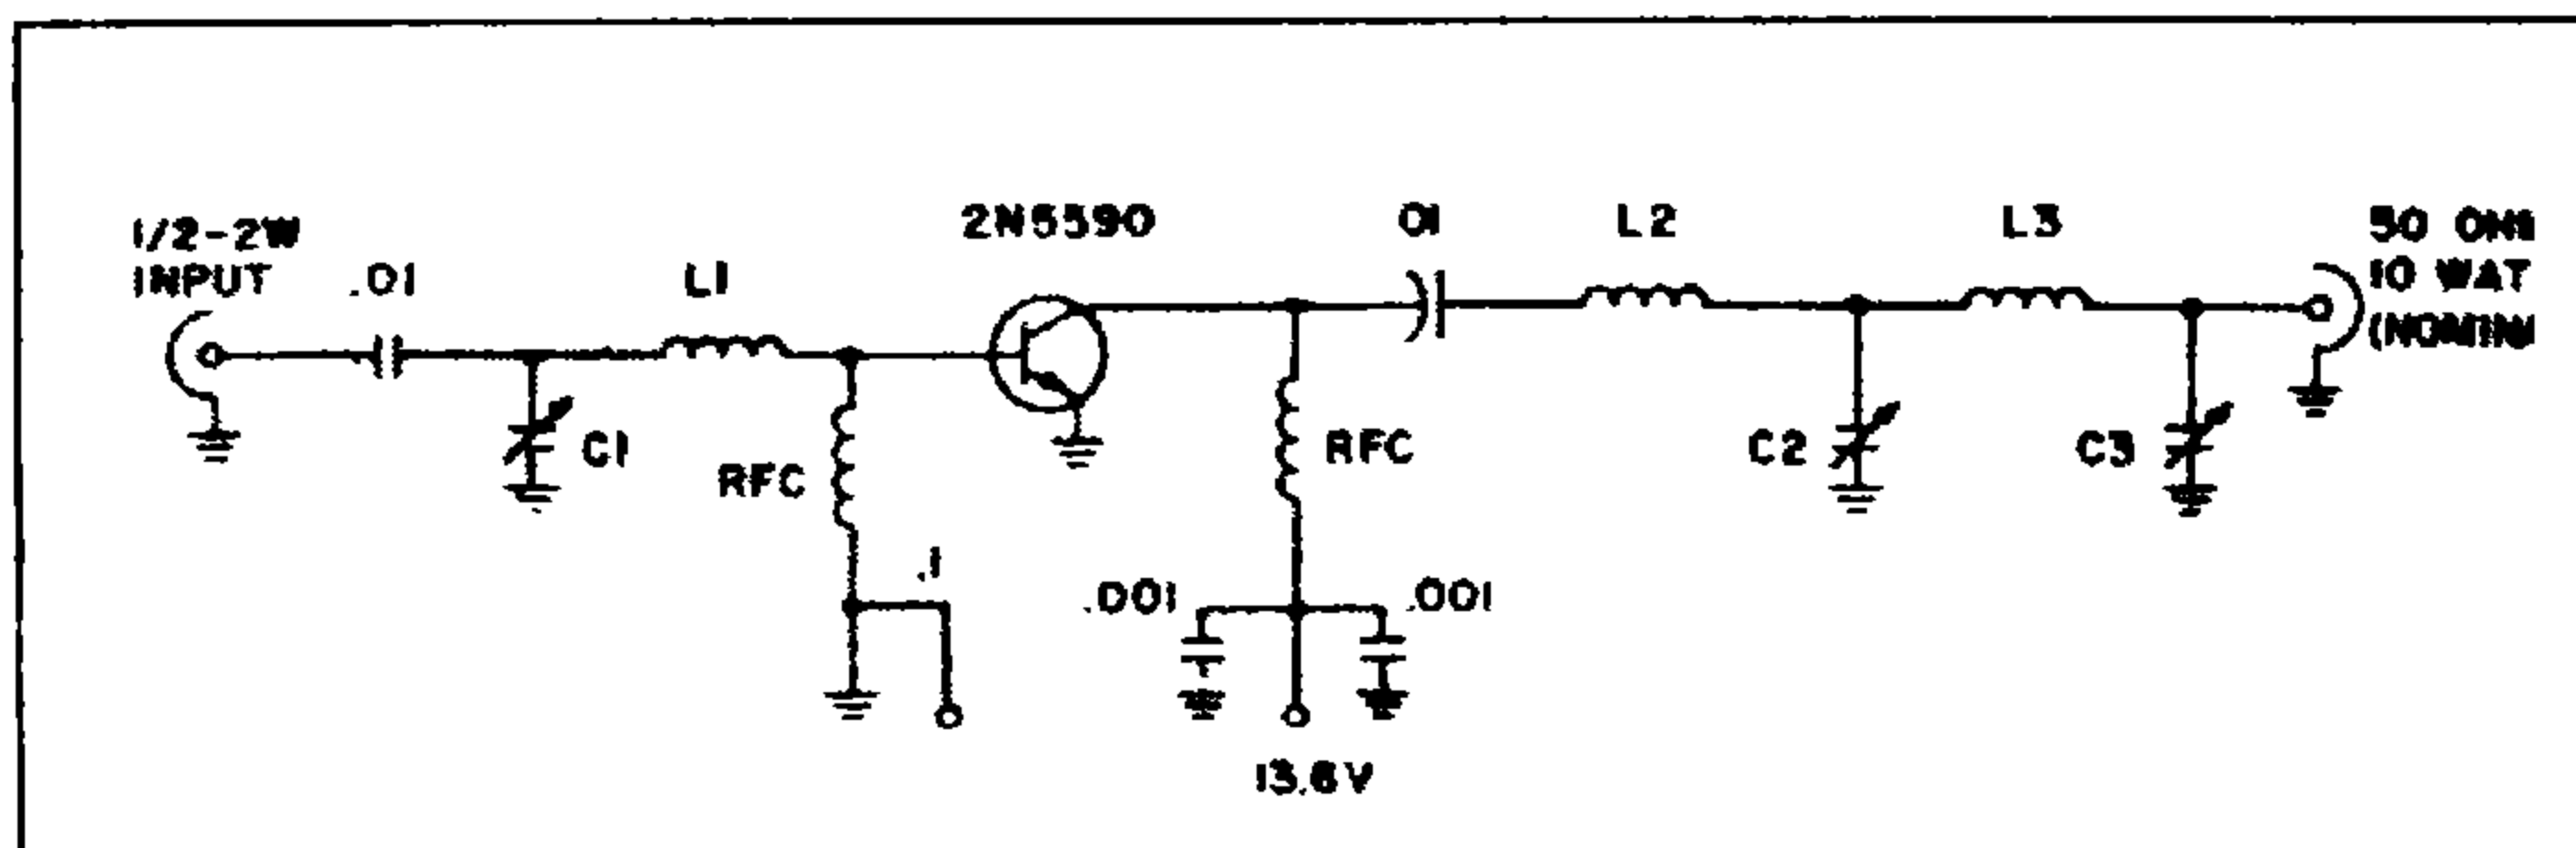 1/2-2W
INPUT
.01
L1
2N5590
.01
L2
L3
50 OHM
10 WAT
(NOMIN
C1
RFC
RFC
C2
C3
.1
.001
.001
13.6V